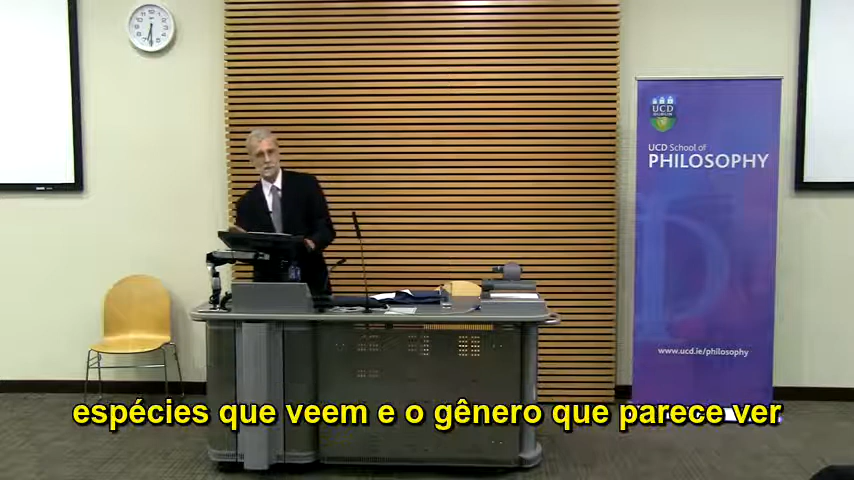 UCD
UCD School of
PHILOSOPHY
www.ucd.ie/philosophy
espécies que veem e o gênero que parece ver